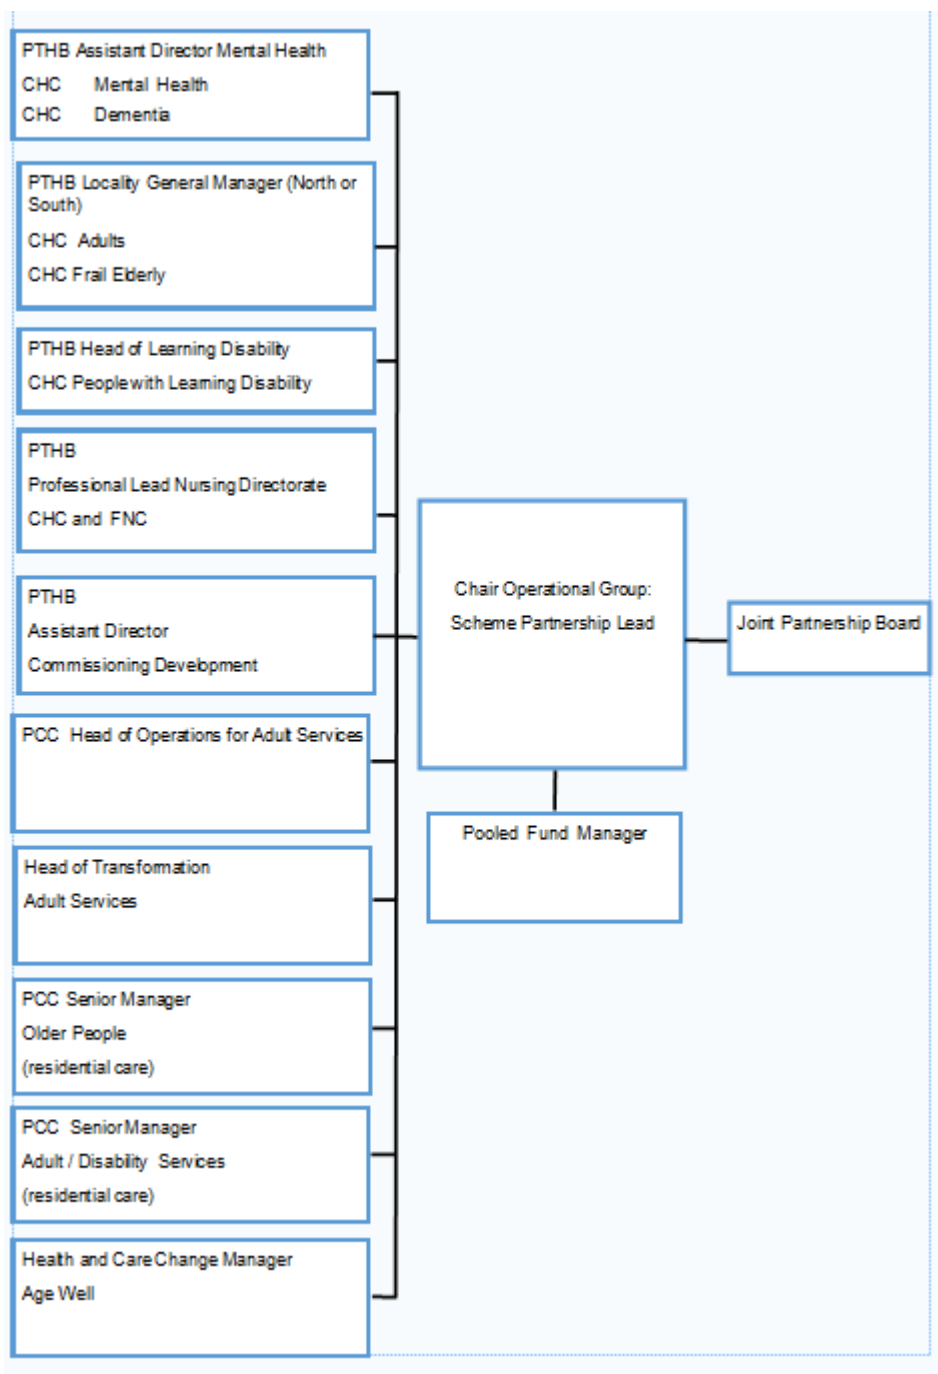 PTHB Assistant Director Mental Health
CHC Mental Health
CHC Dementia
PTHB Locality General Manager (North or
South)
CHC Adults
CHC Frail Elderly
PTHB Head of Learning Disability
CHC People with Learning Disability
PTHB
Professional Lead Nursing Directorate
CHC and FNC
PTHB
Assistant Director
Commissioning Development
PCC Head of Operations for Adult Services
Head of Transformation
Adult Services
PCC Senior Manager
Older People
(residential care)
PCC Senior Manager
Adult / Disability Services
(residential care)
Health and Care Change Manager
Age Well
Chair Operational Group:
Scheme Partnership Lead
Pooled Fund Manager
Joint Partnership Board